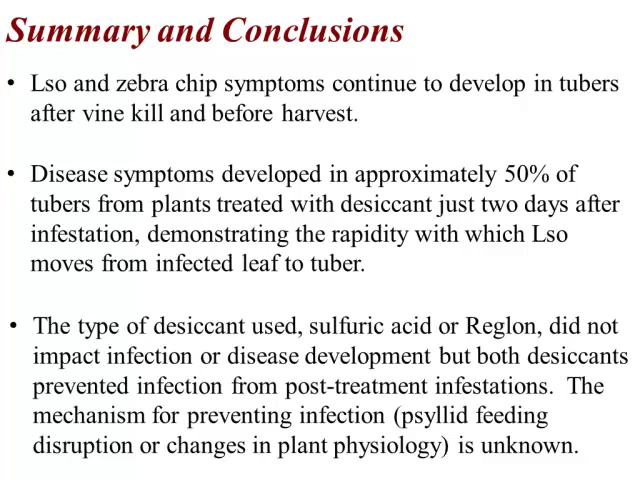 Summary and Conclusions
• Lso and zebra chip symptoms continue to develop in tubers
after vine kill and before harvest.
• Disease symptoms developed in approximately 50% of
tubers from plants treated with desiccant just two days after
infestation, demonstrating the rapidity with which Lso
moves from infected leaf to tuber.
• The type of desiccant used, sulfuric acid or Reglon, did not
impact infection or disease development but both desiccants
prevented infection from post-treatment infestations. The
mechanism for preventing infection (psyllid feeding
disruption or changes in plant physiology) is unknown.